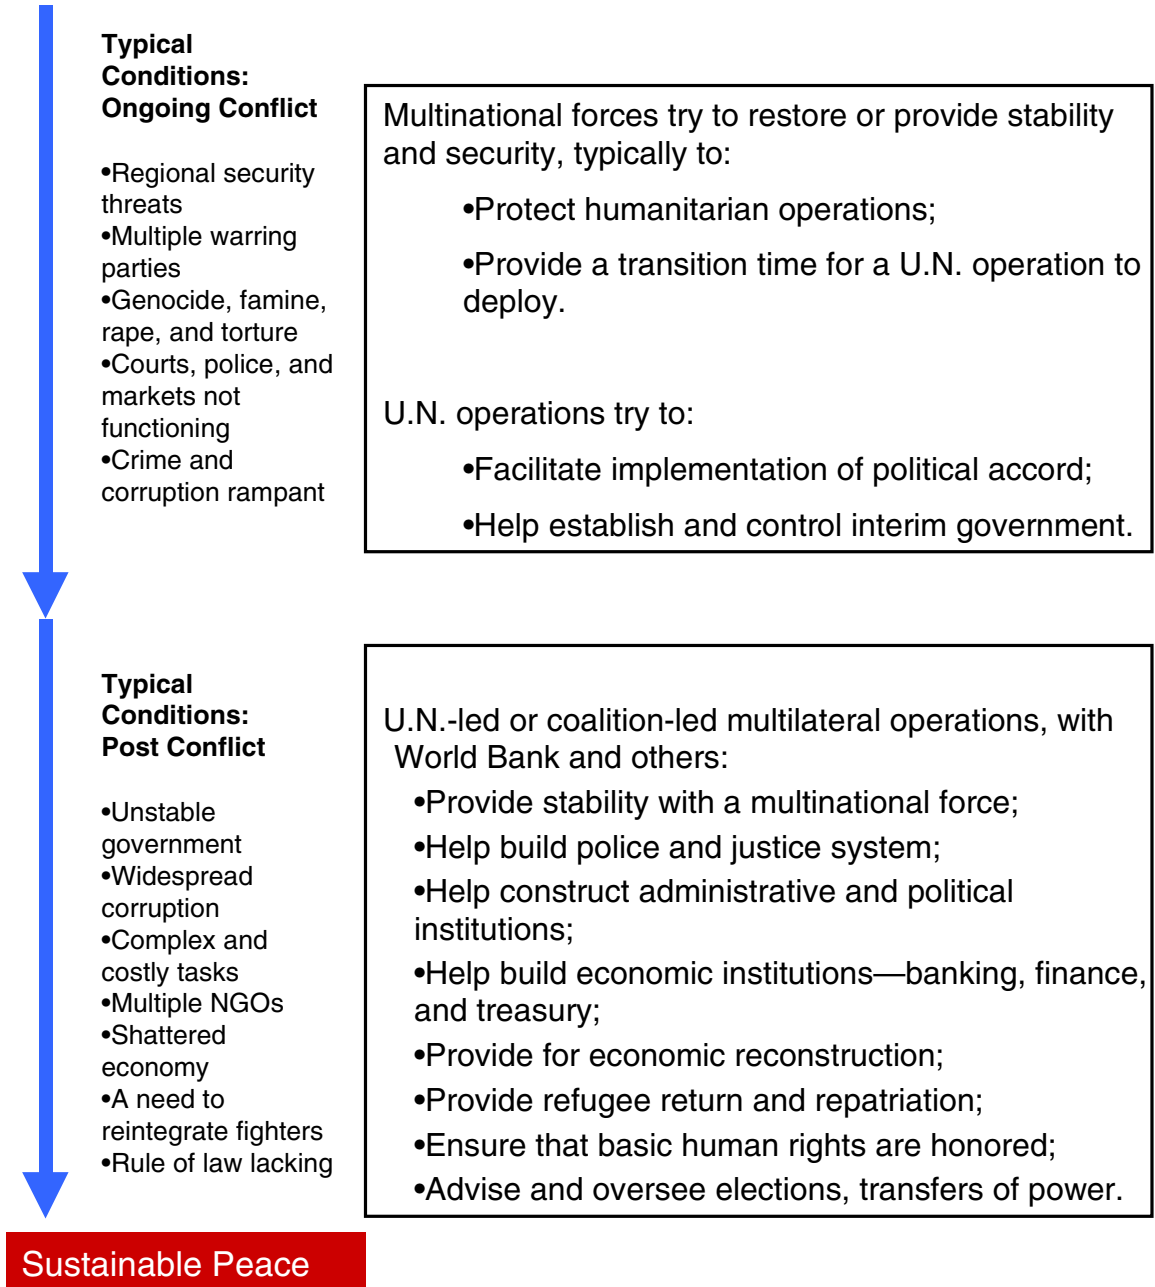 Typical
Conditions:
Ongoing Conflict
•Regional security
threats
•Multiple warring
parties
•Genocide, famine,
rape, and torture
•Courts, police, and
markets not
functioning
•Crime and
corruption rampant
Multinational forces try to restore or provide stability
and security, typically to:
•Protect humanitarian operations;
•Provide a transition time for a U.N. operation to
deploy.
U.N. operations try to:
•Facilitate implementation of political accord;
•Help establish and control interim government.
Typical
Conditions:
Post Conflict
•Unstable
government
•Widespread
corruption
•Complex and
costly tasks
•Multiple NGOs
•Shattered
economy
•A need to
reintegrate fighters
•Rule of law lacking
U.N.-led or coalition-led multilateral operations, with
World Bank and others:
•Provide stability with a multinational force;
•Help build police and justice system;
•Help construct administrative and political
institutions;
•Help build economic institutions—banking, finance,
and treasury;
•Provide for economic reconstruction;
•Provide refugee return and repatriation;
•Ensure that basic human rights are honored;
•Advise and oversee elections, transfers of power.
Sustainable Peace